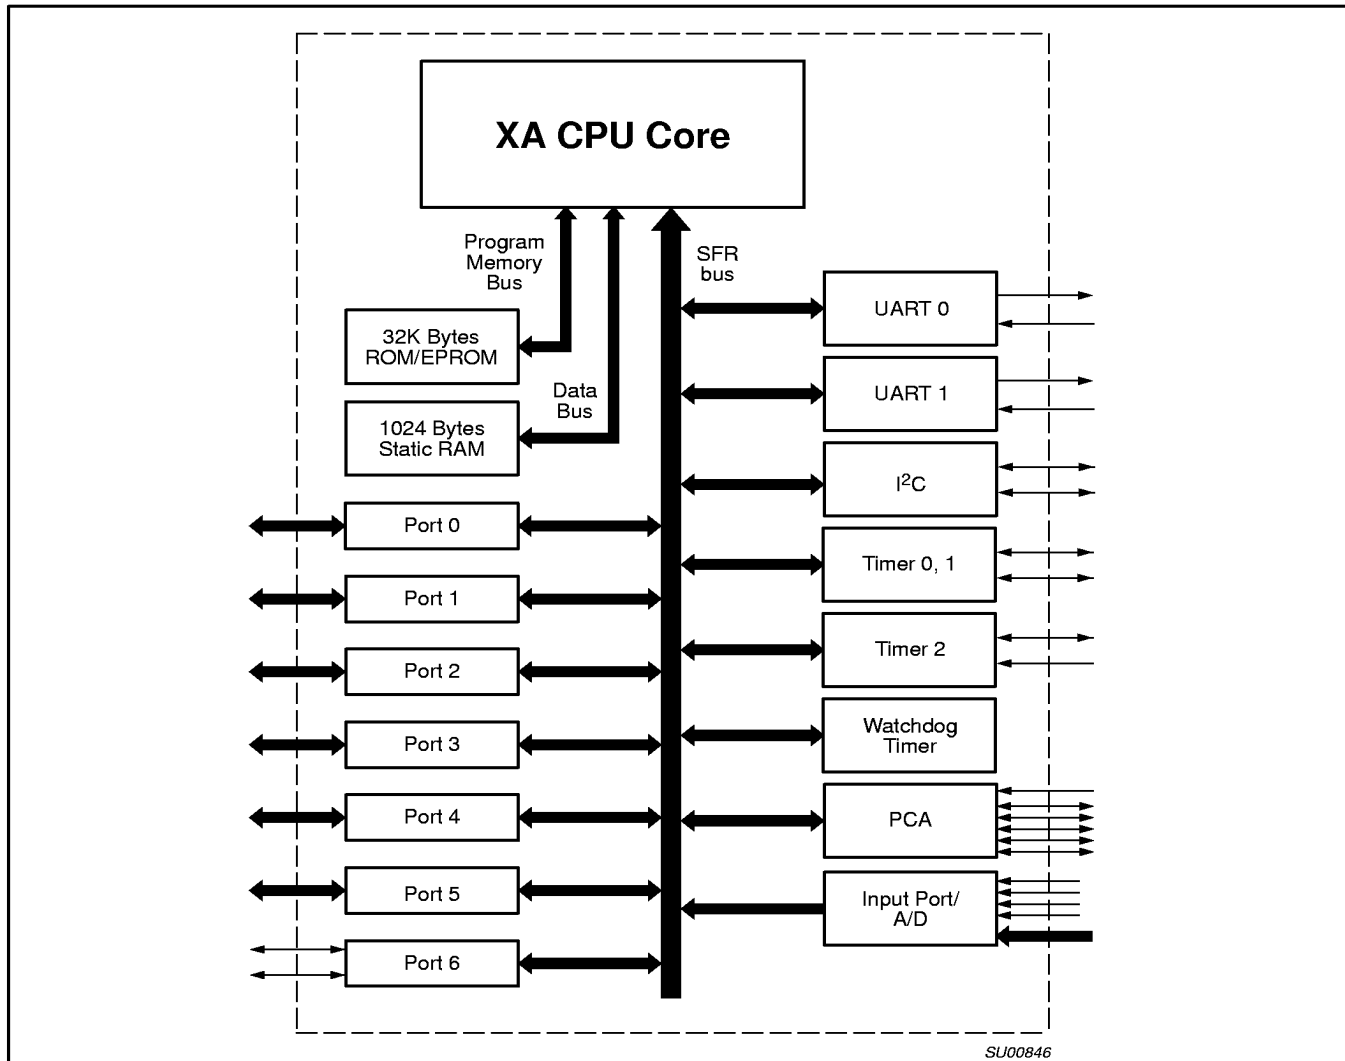 XA CPU Core
Program
Memory
Bus
SFR
bus
32K Bytes
ROM/EPROM
Data
Bus
1024 Bytes
Static RAM
Port 0
Port 1
Port 2
Port 3
Port 4
Port 5
Port 6
UART 0
UART 1
I²C
Timer 0, 1
Timer 2
Watchdog
Timer
PCA
Input Port/
A/D
SU00846